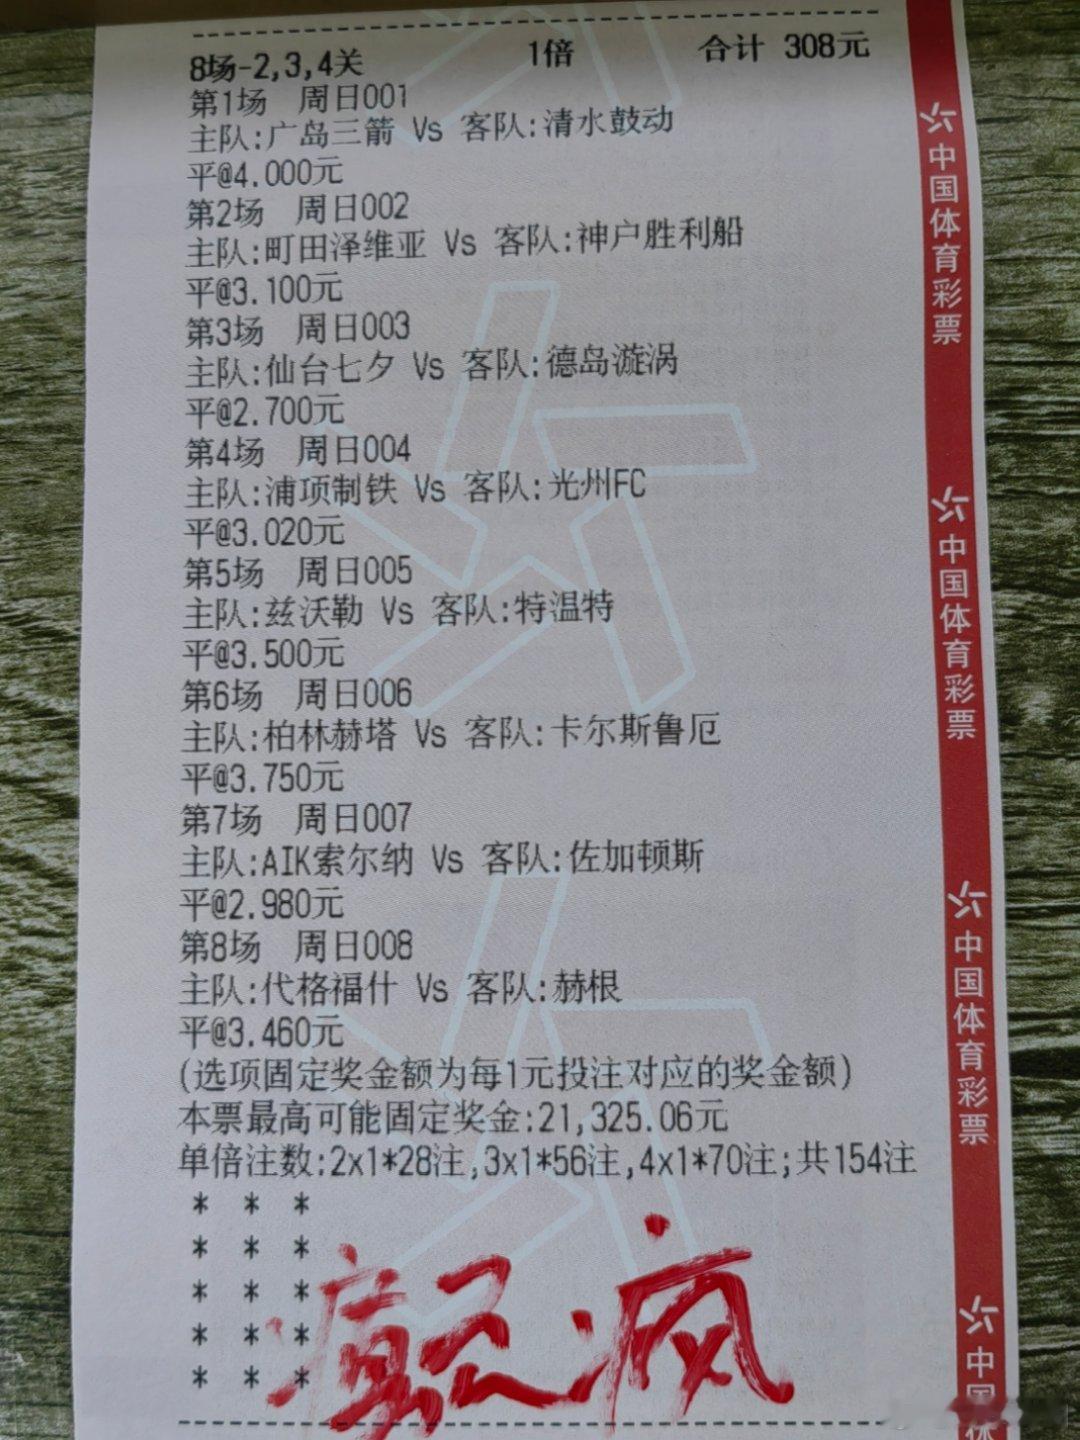 8场-2,3,4关 1倍 合计 308元
第1场 周日001
主队:广岛三箭 Vs 客队:清水鼓动
平@4.000元
第2场 周日002
主队:町田泽维亚 Vs 客队:神户胜利船
平@3.100元
第3场 周日003
主队:仙台七夕 Vs 客队:德岛漩涡
平@2.700元
第4场 周日004
主队:浦项制铁 Vs 客队:光州FC
平@3.020元
第5场 周日005
主队:兹沃勒 Vs 客队:特温特
平@3.500元
第6场 周日006
主队:柏林赫塔 Vs 客队:卡尔斯鲁厄
平@3.750元
第7场 周日007
主队:AIK索尔纳 Vs 客队:佐加顿斯
平@2.980元
第8场 周日008
主队:代格福什 Vs 客队:赫根
平@3.460元
(选项固定奖金额为每1元投注对应的奖金额)
本票最高可能固定奖金:21,325.06元
单倍注数:2x1*28注,3x1*56注,4x1*70注;共154注
* * *
* * *
* * *
* * *
* * *
疯
中国体育彩票
中国体育彩票
中国体育彩票
中国体